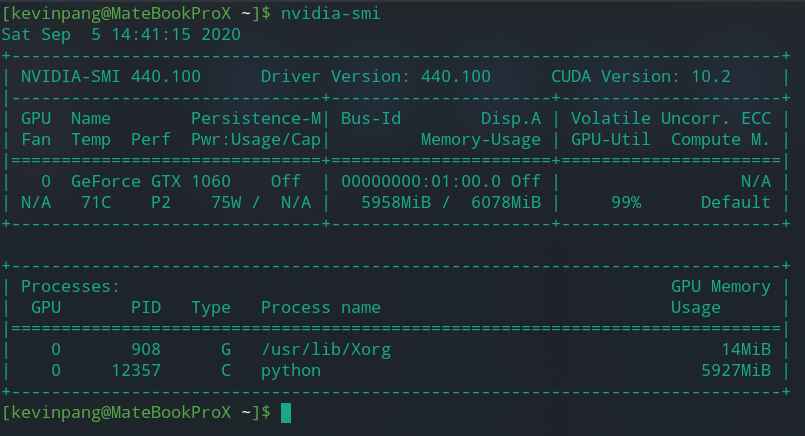 [kevinpang@MateBookProX ~]$ nvidia-smi
Sat Sep  5 14:41:15 2020
+-----------------------------------------------------------------------------+
| NVIDIA-SMI 440.100      Driver Version: 440.100      CUDA Version: 10.2     |
|-------------------------------+----------------------+----------------------+
| GPU  Name        Persistence-M| Bus-Id        Disp.A | Volatile Uncorr. ECC |
| Fan  Temp  Perf  Pwr:Usage/Cap|         Memory-Usage | GPU-Util  Compute M. |
|===============================+======================+======================|
|   0  GeForce GTX 1060    Off  | 00000000:01:00.0 Off |                  N/A |
| N/A   71C    P2    75W /  N/A |   5958MiB /  6078MiB |     99%      Default |
+-------------------------------+----------------------+----------------------+

+-----------------------------------------------------------------------------+
| Processes:                                                       GPU Memory |
|  GPU       PID   Type   Process name                             Usage      |
|=============================================================================|
|    0       908      G   /usr/lib/Xorg                                 14MiB |
|    0     12357      C   python                                      5927MiB |
+-----------------------------------------------------------------------------+
[kevinpang@MateBookProX ~]$